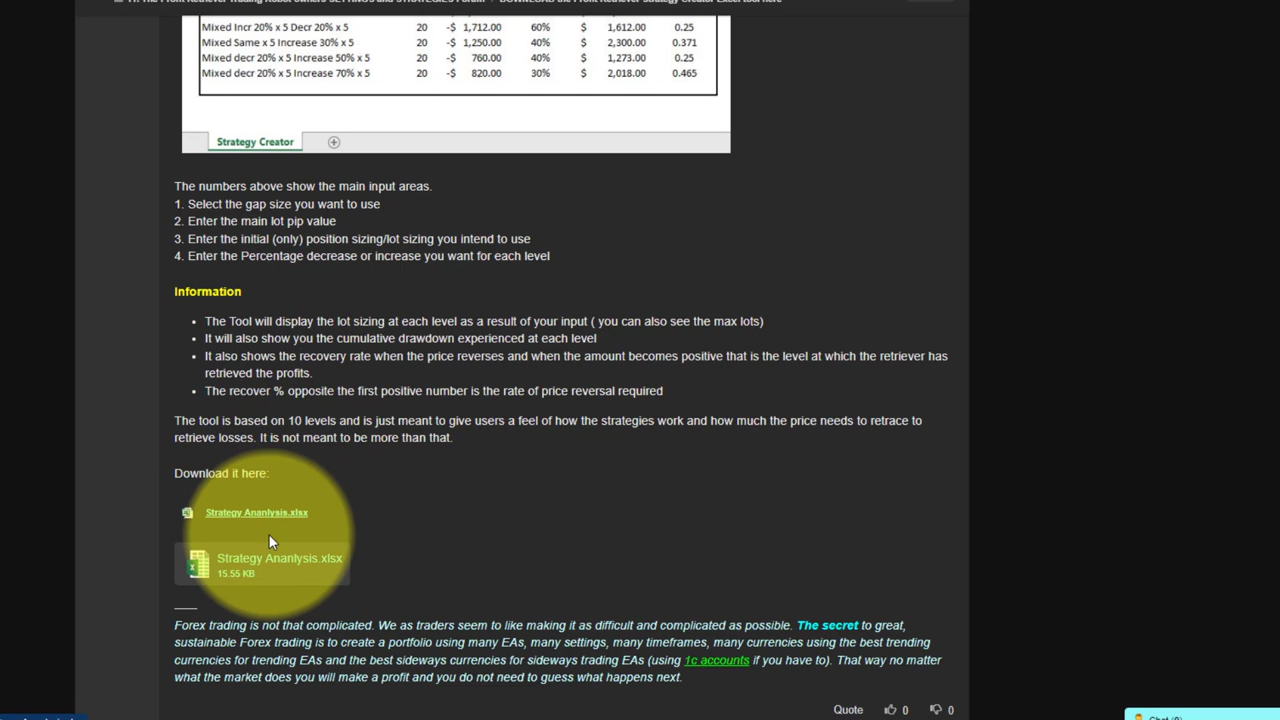 Mixed Incr 20% x 5 Decr 20% x 5 20 -$ 1,712.00 60% $ 1,612.00 0.25
Mixed Same x 5 Increase 30% x 5 20 -$ 1,250.00 40% $ 2,300.00 0.371
Mixed decr 20% x 5 Increase 50% x 5 20 -$ 760.00 40% $ 1,273.00 0.25
Mixed decr 20% x 5 Increase 70% x 5 20 -$ 820.00 30% $ 2,018.00 0.465
Strategy Creator
The numbers above show the main input areas.
1. Select the gap size you want to use
2. Enter the main lot pip value
3. Enter the initial (only) position sizing/lot sizing you intend to use
4. Enter the Percentage decrease or increase you want for each level
Information
• The Tool will display the lot sizing at each level as a result of your input ( you can also see the max lots)
• It will also show you the cumulative drawdown experienced at each level
• It also shows the recovery rate when the price reverses and when the amount becomes positive that is the level at which the retriever has
retrieved the profits.
• The recover % opposite the first positive number is the rate of price reversal required
The tool is based on 10 levels and is just meant to give users a feel of how the strategies work and how much the price needs to retrace to
retrieve losses. It is not meant to be more than that.
Download it here:
Strategy Ananlysis.xlsx
Strategy Ananlysis.xlsx
15.55 KB
Forex trading is not that complicated. We as traders seem to like making it as difficult and complicated as possible. The secret to great,
sustainable Forex trading is to create a portfolio using many EAs, many settings, many timeframes, many currencies using the best trending
currencies for trending EAs and the best sideways currencies for sideways trading EAs (using 1c accounts if you have to). That way no matter
what the market does you will make a profit and you do not need to guess what happens next.
Quote 0 0